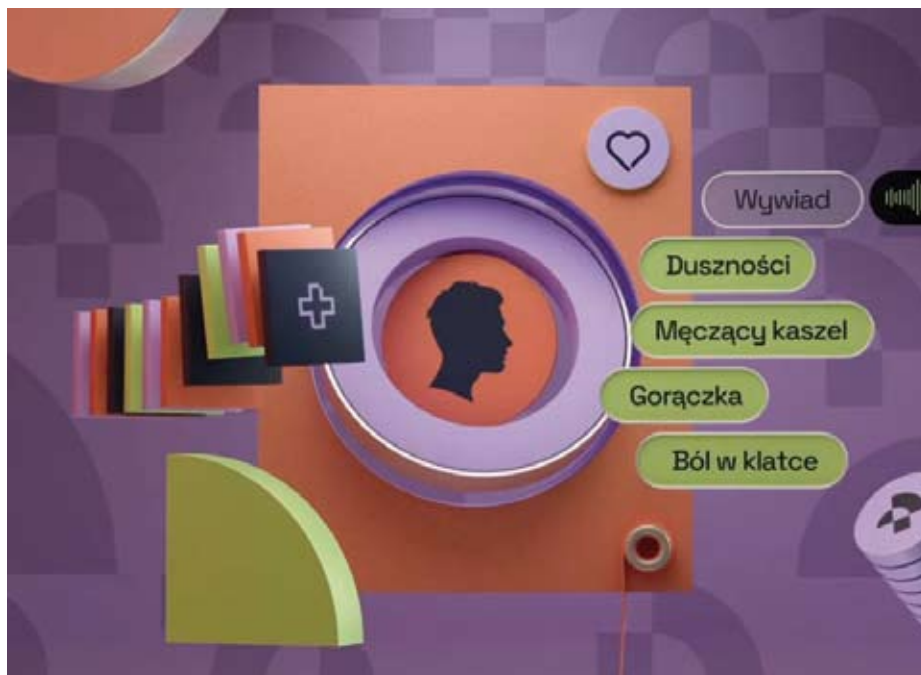 Wywiad
Duszności
Męczący kaszel
Gorączka
Ból w klatce